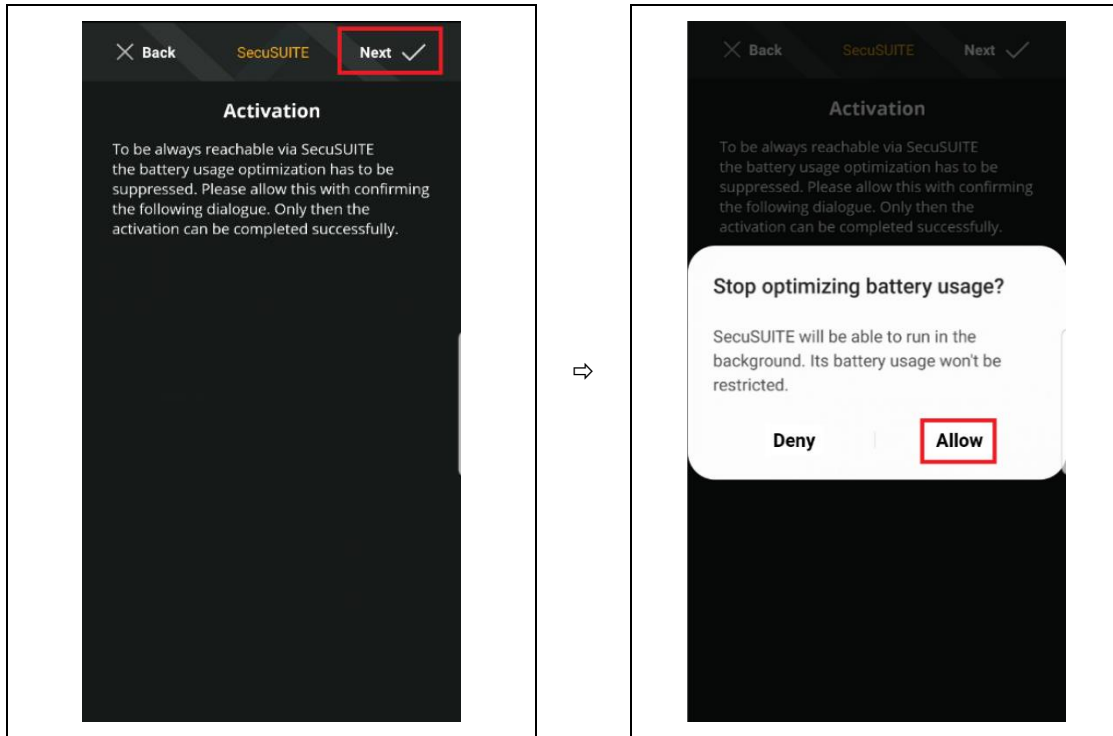 Back SecuSUITE Next
Activation
To be always reachable via SecuSUITE
the battery usage optimization has to be
suppressed. Please allow this with confirming
the following dialogue. Only then the
activation can be completed successfully.
⇨
Back SecuSUITE Next
Activation
To be always reachable via SecuSUITE
the battery usage optimization has to be
suppressed. Please allow this with confirming
the following dialogue. Only then the
activation can be completed successfully.
Stop optimizing battery usage?
SecuSUITE will be able to run in the
background. Its battery usage won't be
restricted.
Deny Allow